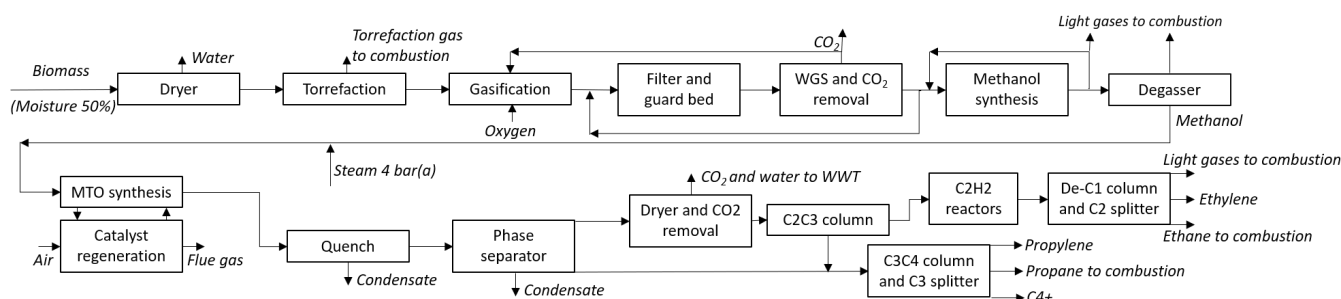 Light gases to combustion
Torrefaction gas
to combustion
CO2
Water
Biomass
(Moisture 50%)
Dryer
Torrefaction
Gasification
Filter and
guard bed
WGS and CO2
removal
Methanol
synthesis
Degasser
Oxygen
Methanol
Steam 4 bar(a)
Light gases to combustion
CO2 and water to WWT
MTO synthesis
C2H2
reactors
De-C1 column
and C2 splitter
Ethylene
Dryer and CO2
removal
C2C3 column
Catalyst
regeneration
Quench
Phase
separator
Ethane to combustion
Air
Flue gas
Propylene
C3C4 column
and C3 splitter
Propane to combustion
Condensate
Condensate
C4+